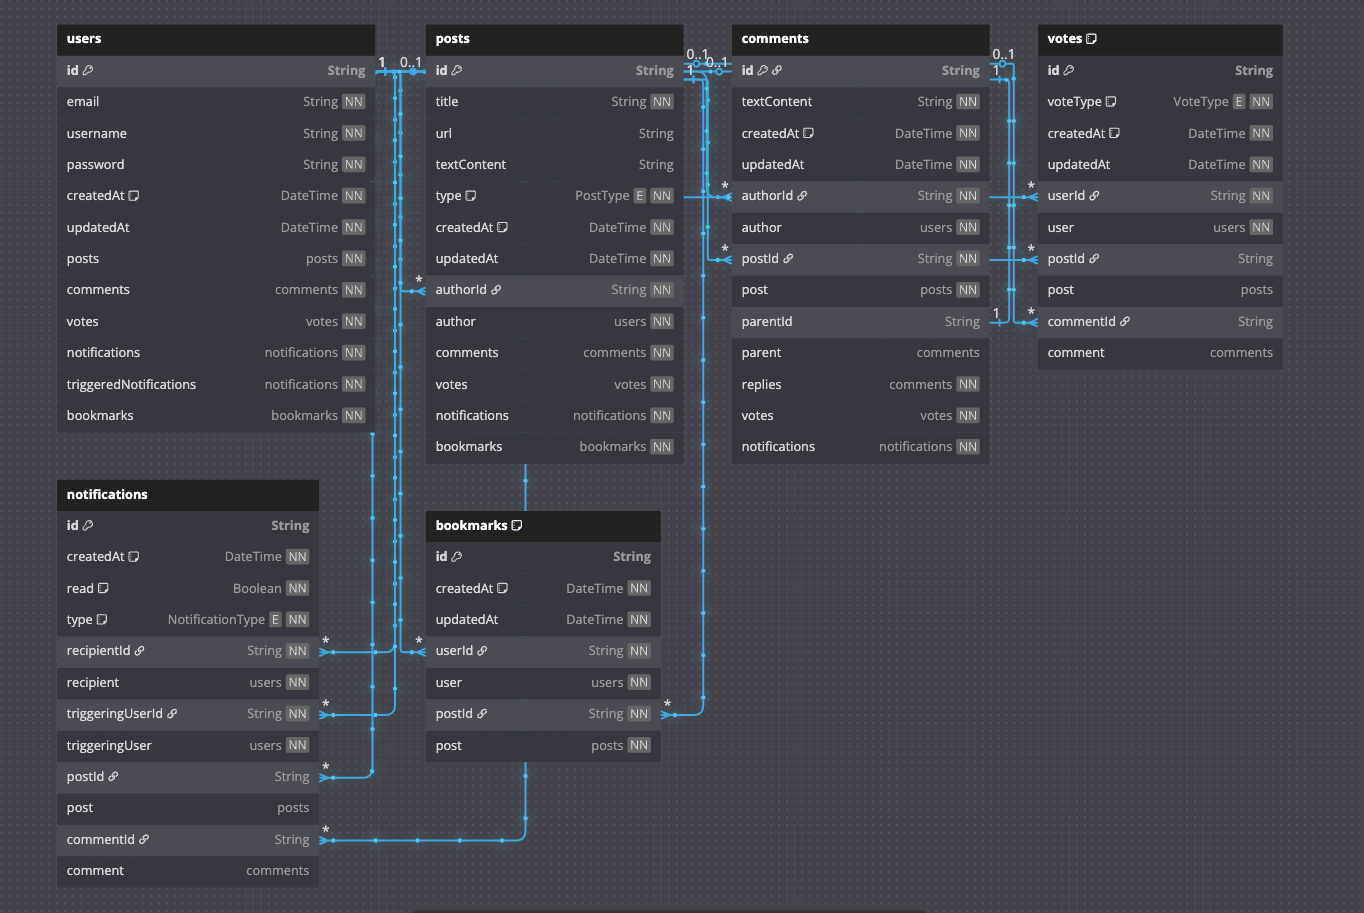 users
id String
email String NN
username String NN
password String NN
createdAt DateTime NN
updatedAt DateTime NN
posts posts NN
comments comments NN
votes votes NN
notifications notifications NN
triggeredNotifications notifications NN
bookmarks bookmarks NN
1 0..1
posts
id String
title String NN
url String
textContent String
type PostType E NN
createdAt DateTime NN
updatedAt DateTime NN
* authorId String NN
author users NN
comments comments NN
votes votes NN
notifications notifications NN
bookmarks bookmarks NN
0..1
1 0..1
comments
id String
textContent String NN
createdAt DateTime NN
updatedAt DateTime NN
* authorId String NN
author users NN
* postId String NN
post posts NN
parentId String 1
parent comments
replies comments NN
votes votes NN
notifications notifications NN
0..1
1
votes
id String
voteType VoteType E NN
createdAt DateTime NN
updatedAt DateTime NN
* userId String NN
user users NN
* postId String
post posts
* commentId String
comment comments
notifications
id String
createdAt DateTime NN
read Boolean NN
type NotificationType E NN
recipientId String NN *
recipient users NN
triggeringUserId String NN *
triggeringUser users NN
postId String *
post posts
commentId String *
comment comments
bookmarks
id String
createdAt DateTime NN
updatedAt DateTime NN
* userId String NN
user users NN
postId String NN *
post posts NN